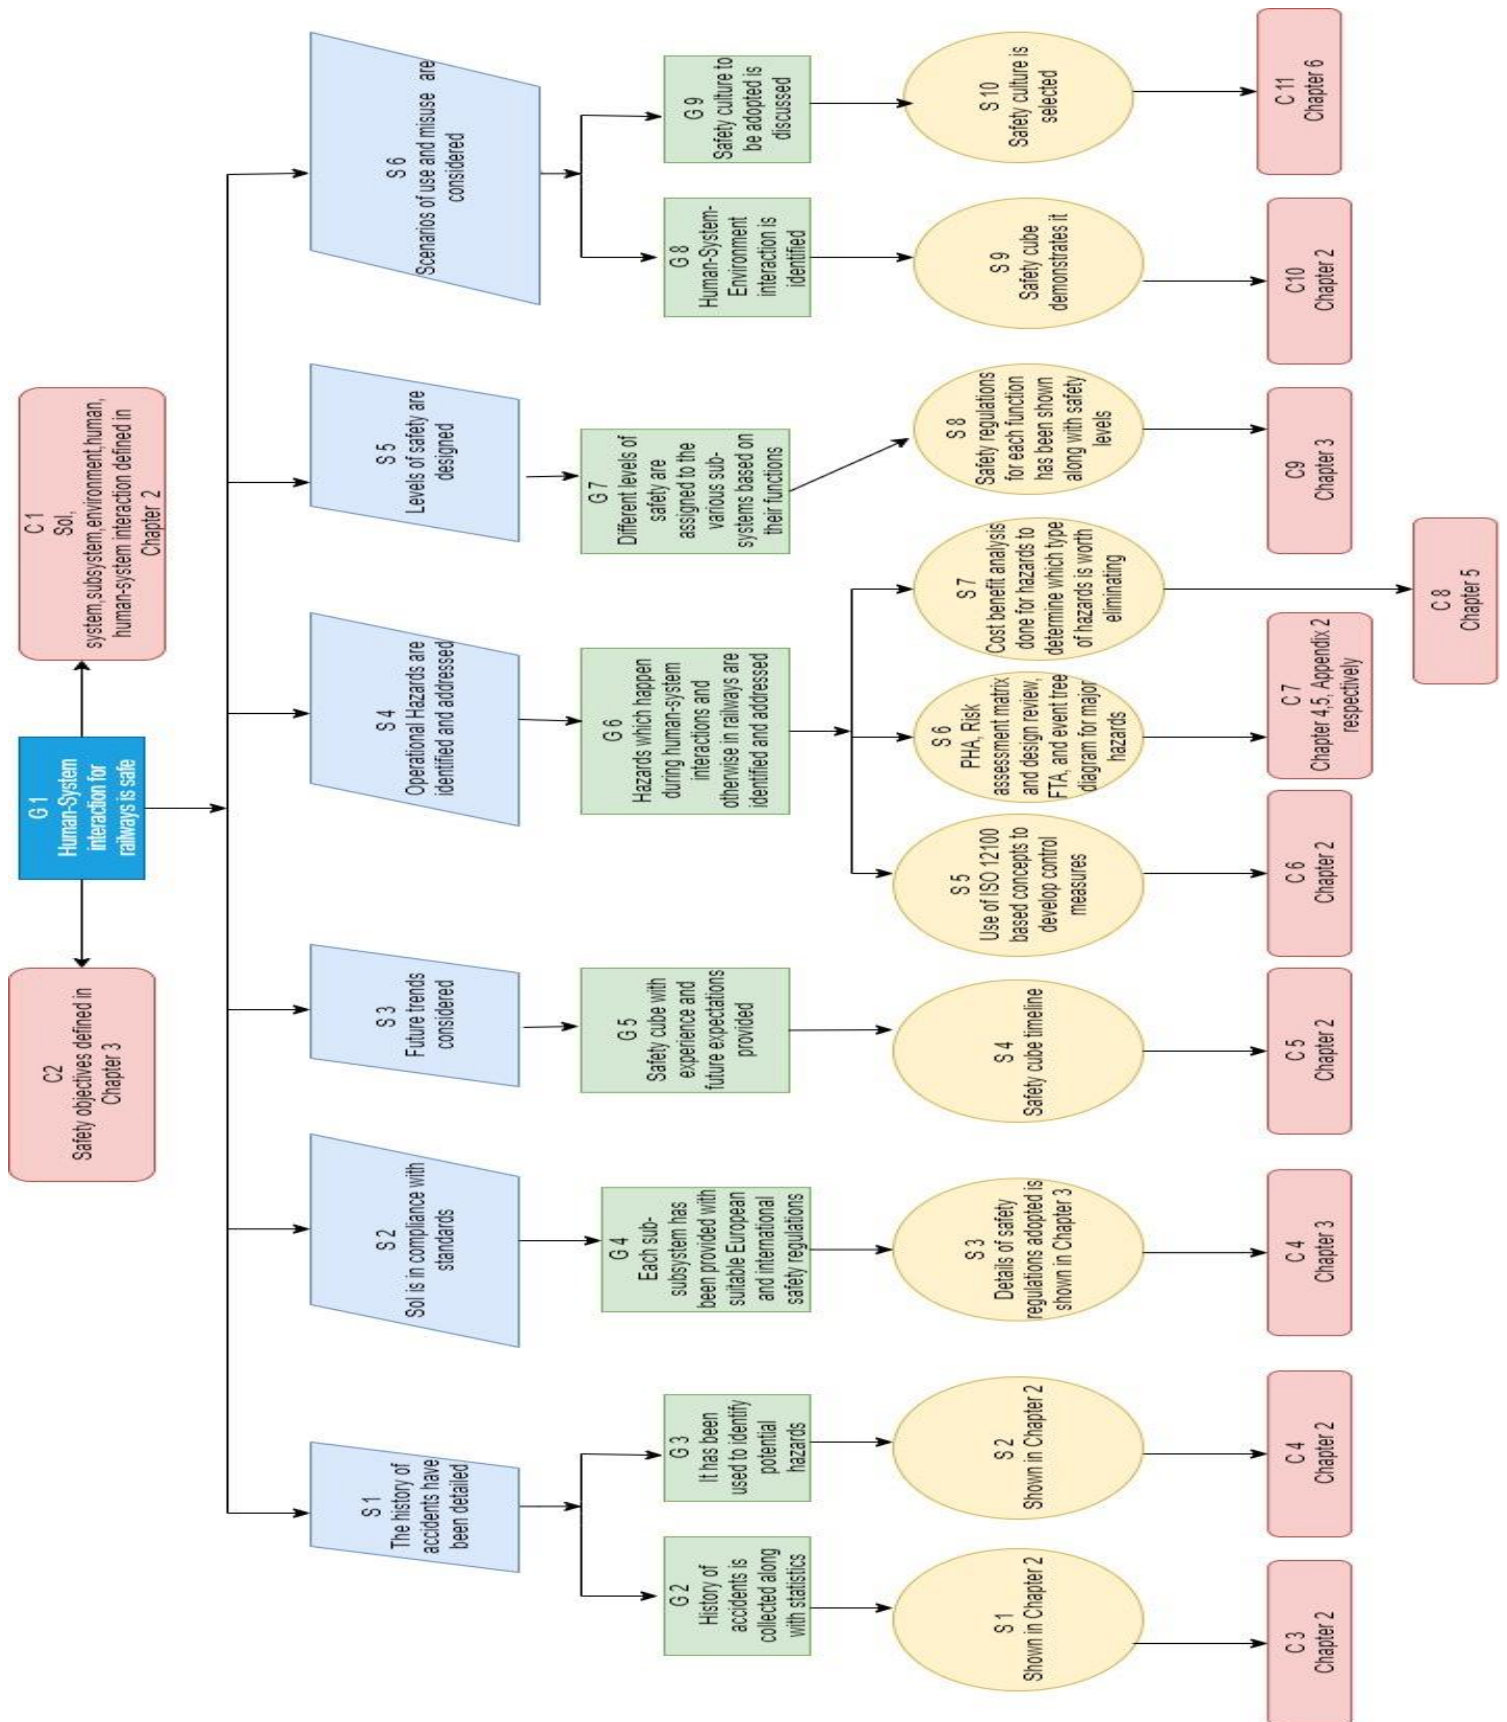 C2
Safety objectives defined in
Chapter 3
G 1
Human-System
interaction for
railways is safe
C 1
SoI,
system,subsystem,environment,human,
human-system interaction defined in
Chapter 2
S 1
The history of
accidents have
been detailed
S 2
SoI is in compliance with
standards
S 3
Future trends
considered
S 4
Operational Hazards are
identified and addressed
S 5
Levels of safety are
designed
S 6
Scenarios of use and misuse are
considered
G 2
History of
accidents is
collected along
with statistics
G 3
It has been
used to identify
potential
hazards
G 4
Each sub-
subsystem has
been provided with
suitable European
and international
safety regulations
G 5
Safety cube with
experience and
future expectations
provided
G 6
Hazards which happen
during human-system
interactions and
otherwise in railways are
identified and addressed
G 7
Different levels of
safety are
assigned to the
various sub-
systems based on
their functions
G 8
Human-System-
Environment
interaction is
identified
G 9
Safety culture to
be adopted is
discussed
S 1
Shown in Chapter 2
S 2
Shown in Chapter 2
S 3
Details of safety
regulations adopted is
shown in Chapter 3
S 4
Safety cube timeline
S 5
Use of ISO 12100
based concepts to
develop control
measures
S 6
PHA, Risk
assessment matrix
and design review,
FTA, and event tree
diagram for major
hazards
S 7
Cost benefit analysis
done for hazards to
determine which type
of hazards is worth
eliminating
S 8
Safety regulations
for each function
has been shown
along with safety
levels
S 9
Safety cube
demonstrates it
S 10
Safety culture is
selected
C 3
Chapter 2
C 4
Chapter 2
C 4
Chapter 3
C 5
Chapter 2
C 6
Chapter 2
C 7
Chapter 4,5, Appendix 2
respectively
C 8
Chapter 5
C9
Chapter 3
C10
Chapter 2
C 11
Chapter 6